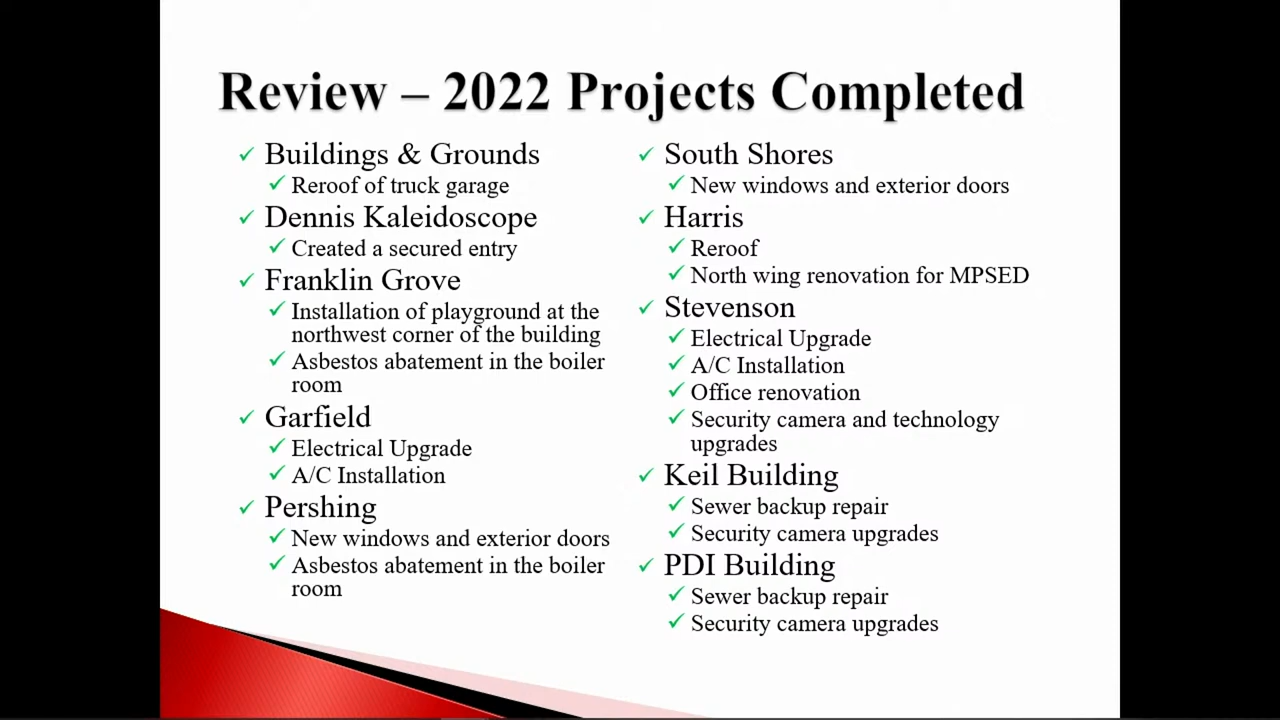 Review – 2022 Projects Completed
Buildings & Grounds
Reroof of truck garage
Dennis Kaleidoscope
Created a secured entry
Franklin Grove
Installation of playground at the
northwest corner of the building
Asbestos abatement in the boiler
room
Garfield
Electrical Upgrade
A/C Installation
Pershing
New windows and exterior doors
Asbestos abatement in the boiler
room
South Shores
New windows and exterior doors
Harris
Reroof
North wing renovation for MPSED
Stevenson
Electrical Upgrade
A/C Installation
Office renovation
Security camera and technology
upgrades
Keil Building
Sewer backup repair
Security camera upgrades
PDI Building
Sewer backup repair
Security camera upgrades